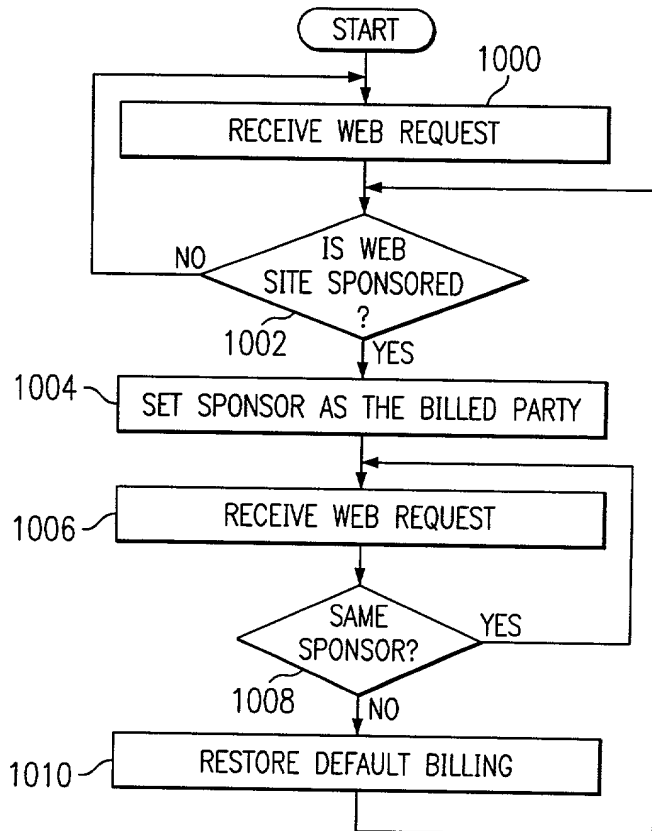 START
1000
RECEIVE WEB REQUEST
NO
IS WEB
SITE SPONSORED
?
1002
YES
1004
SET SPONSOR AS THE BILLED PARTY
1006
RECEIVE WEB REQUEST
SAME
SPONSOR?
YES
1008
NO
1010
RESTORE DEFAULT BILLING